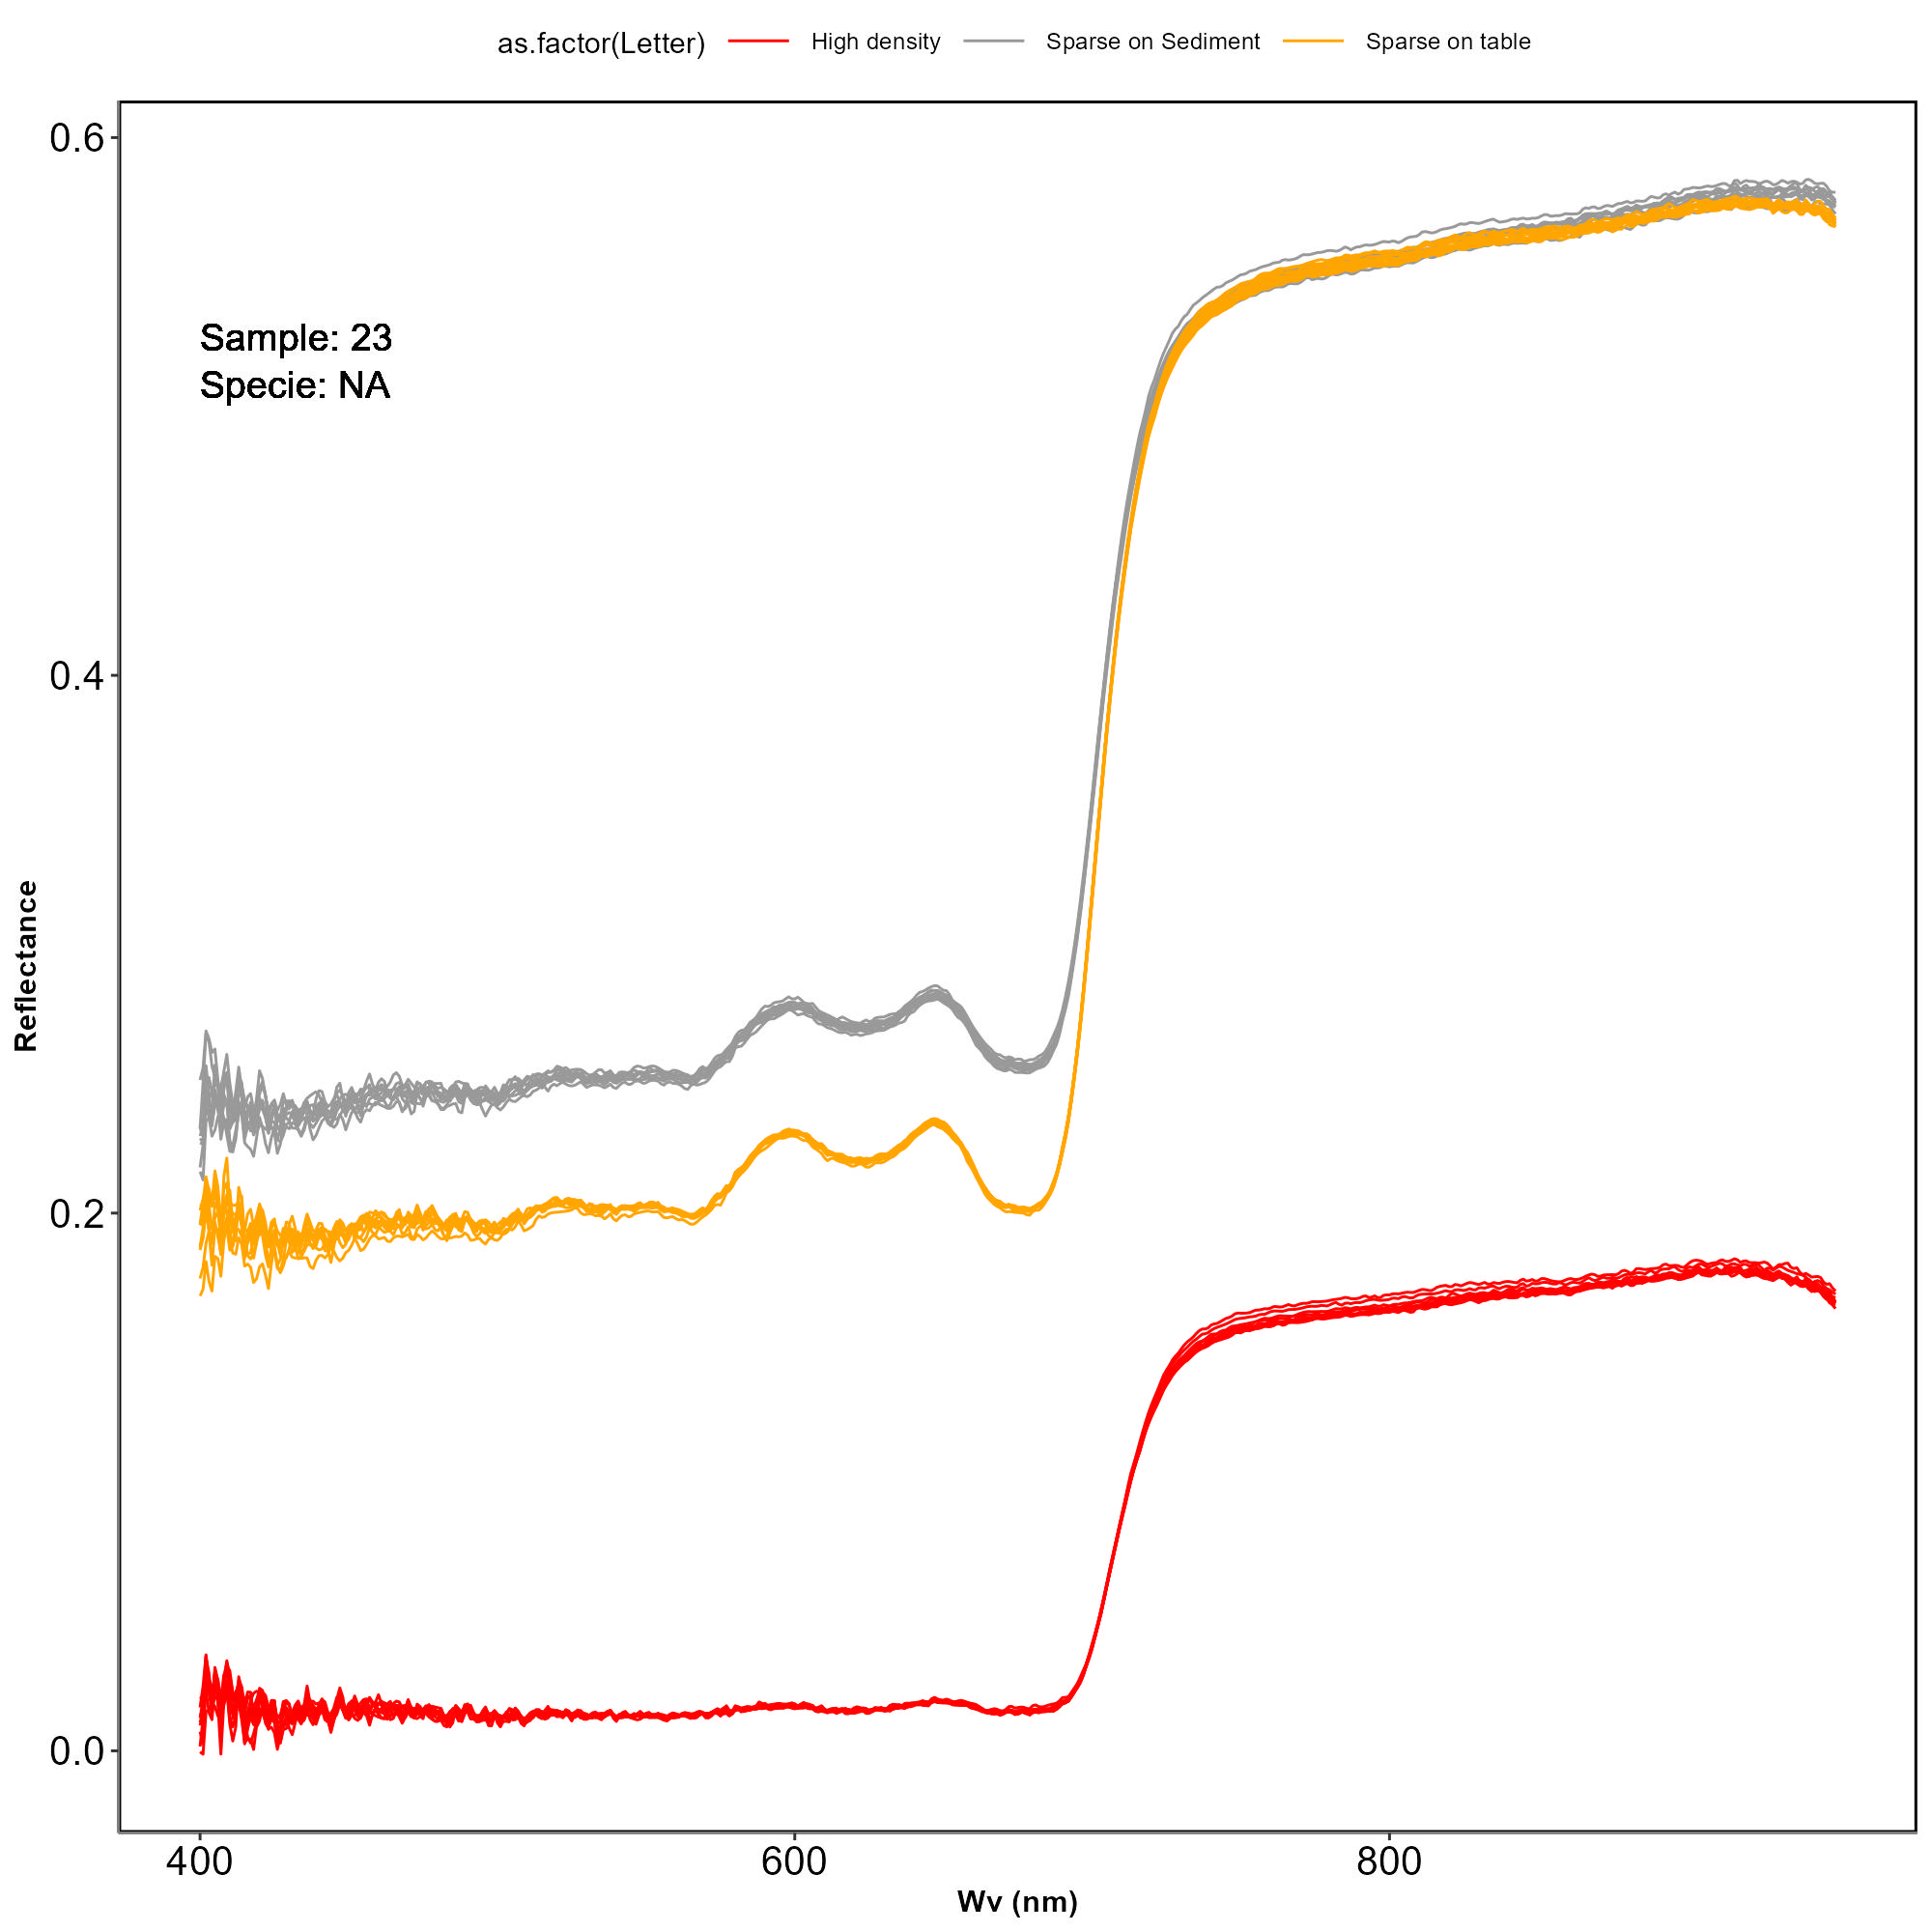 as.factor(Letter) High density Sparse on Sediment Sparse on table
0.6
Sample: 23
Specie: NA
0.4
Reflectance
0.2
0.0
400 600 800
Wv (nm)